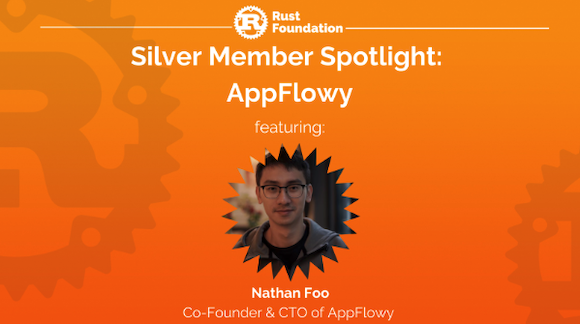 Rust
Foundation
Silver Member Spotlight:
AppFlowy
featuring:
Nathan Foo
Co-Founder & CTO of AppFlowy